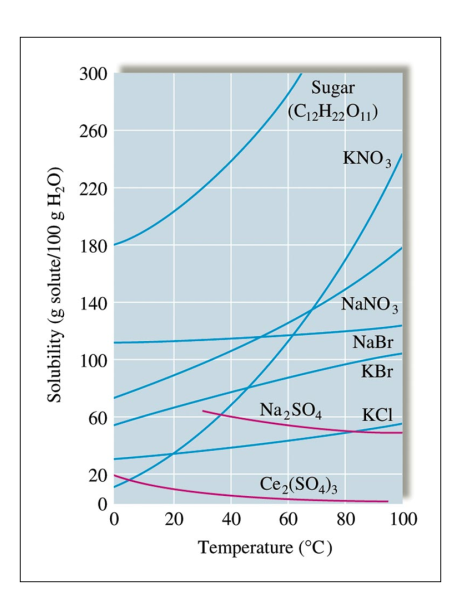 300
260
220
180
140
100
60
20
0
Solubility (g solute/100 g H₂O)
Sugar
(C₁₂H₂₂O₁₁)
KNO₃
NaNO₃
NaBr
KBr
Na₂SO₄
KCl
Ce₂(SO₄)₃
0 20 40 60 80 100
Temperature (°C)